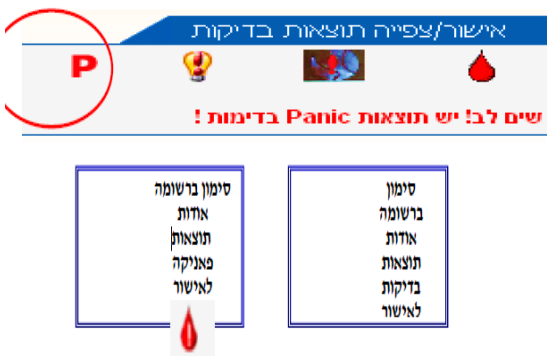 אישור/צפייה תוצאות בדיקות
P
שים לב! יש תוצאות Panic בדימות !
סימון
ברשומה
אודות
תוצאות
בדיקות
לאישור
סימון ברשומה
אודות
תוצאות
פאניקה
לאישור